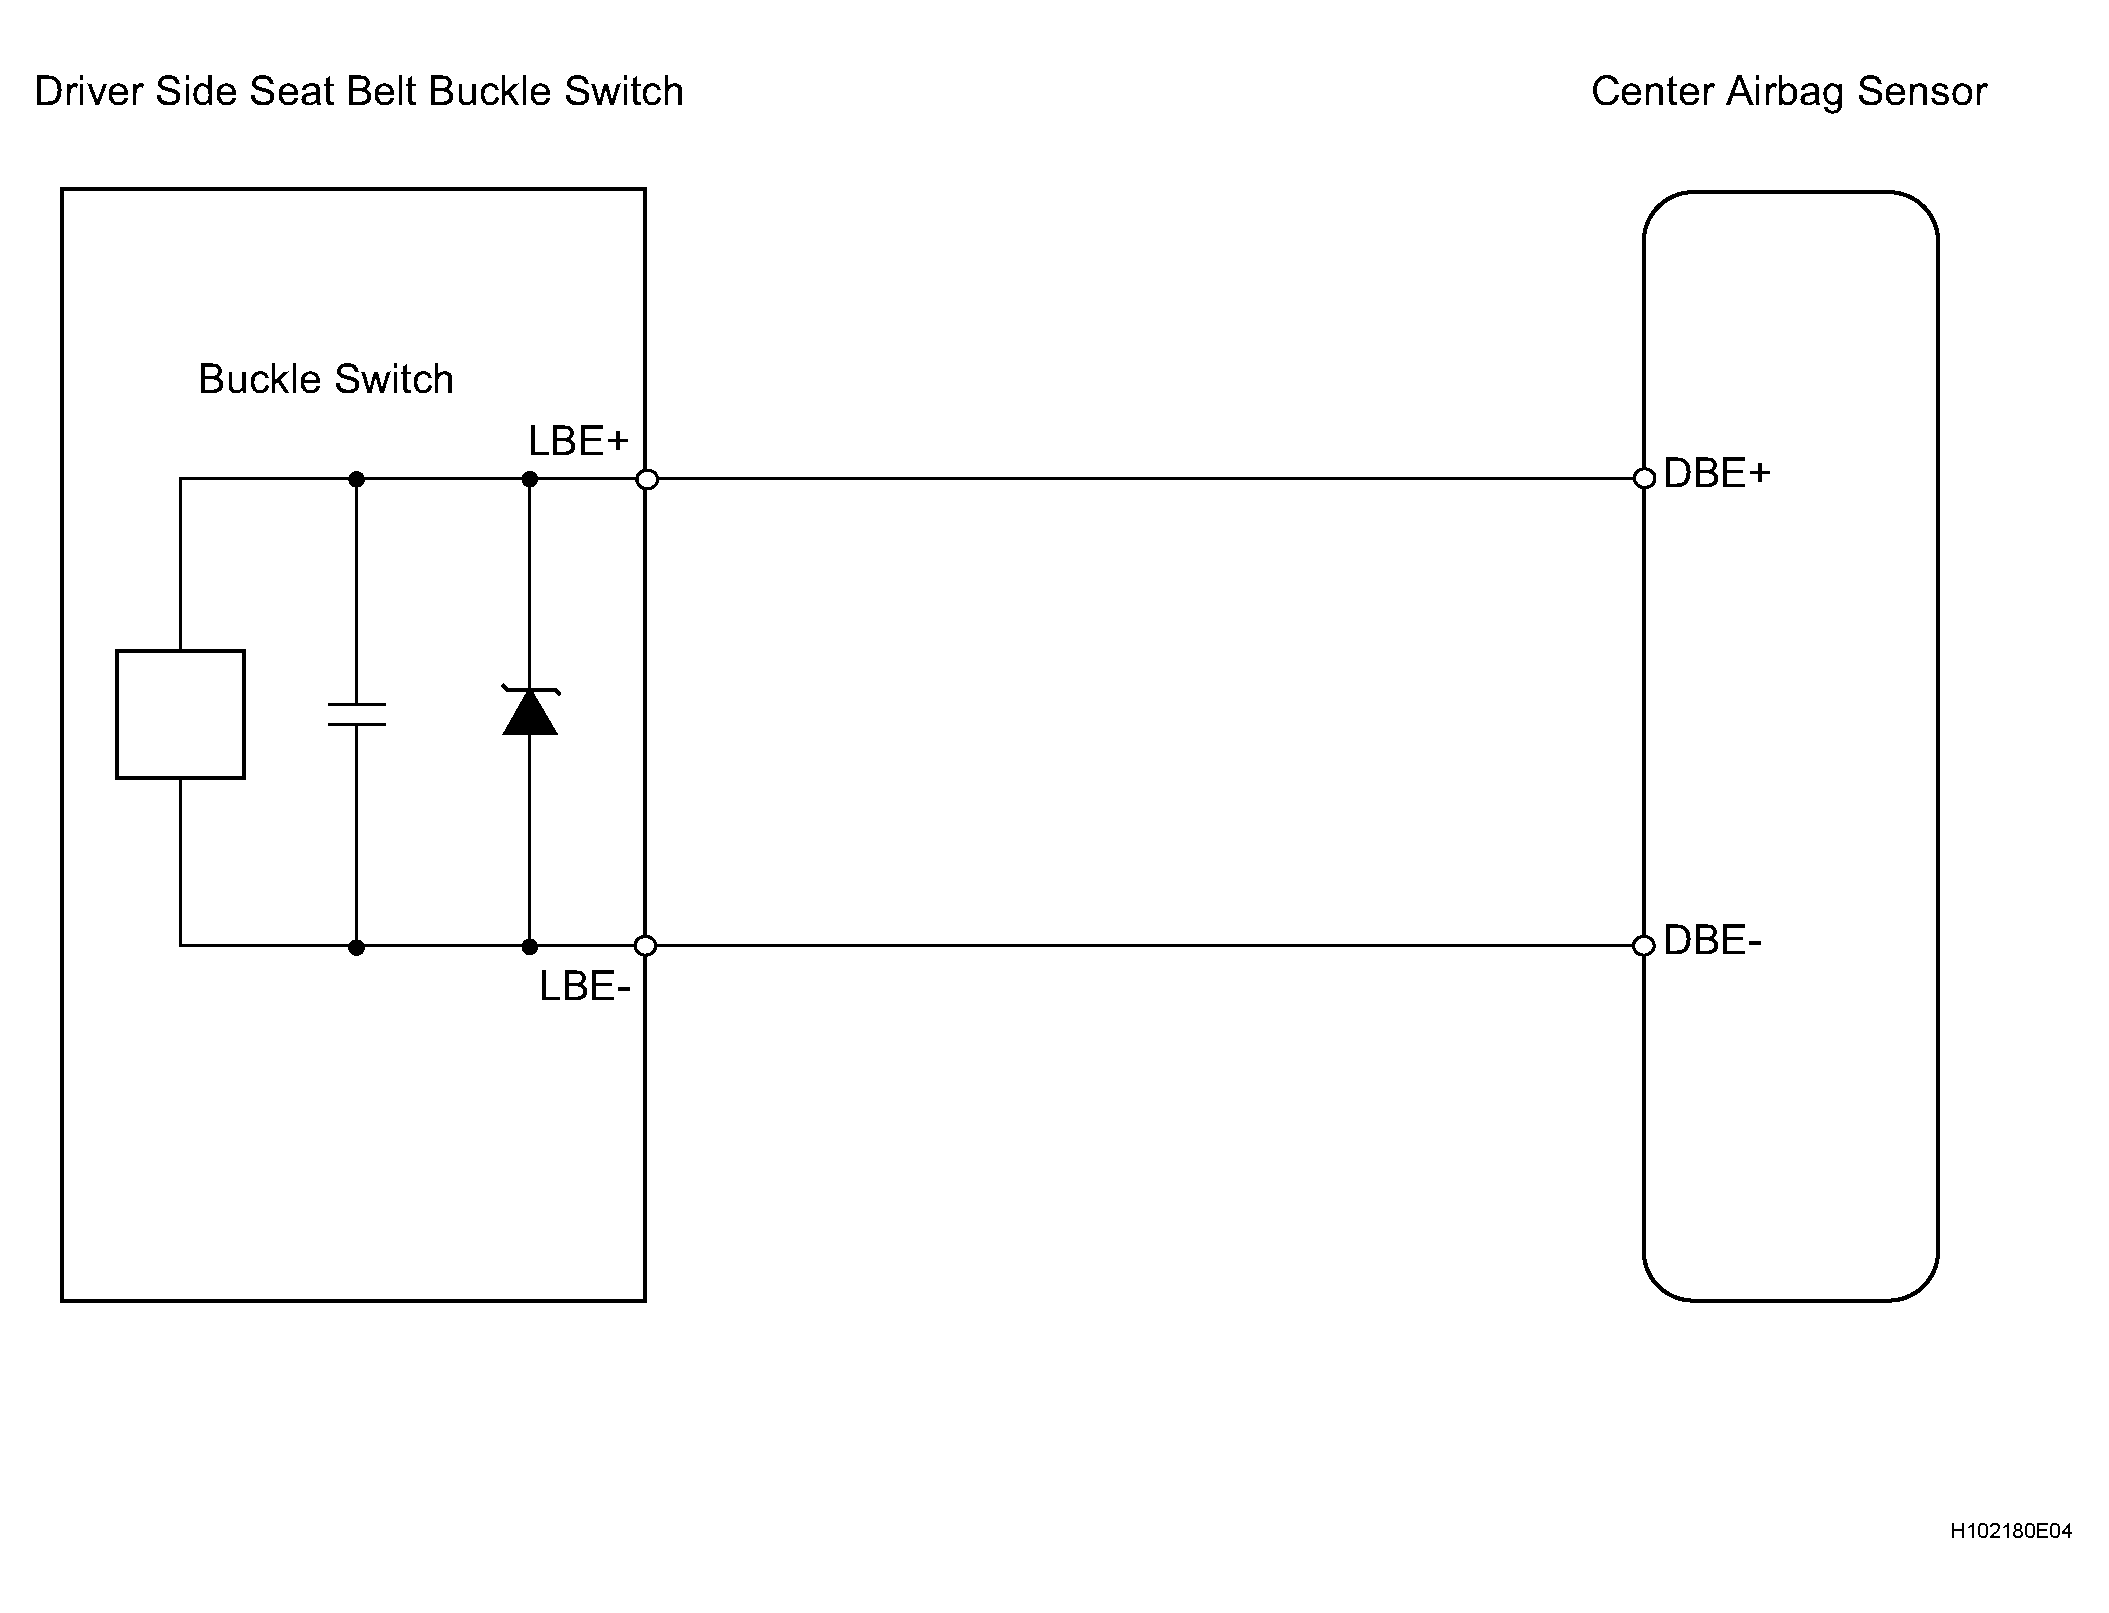 Driver Side Seat Belt Buckle Switch
Center Airbag Sensor
Buckle Switch
LBE+
DBE+
DBE-
LBE-
H102180E04